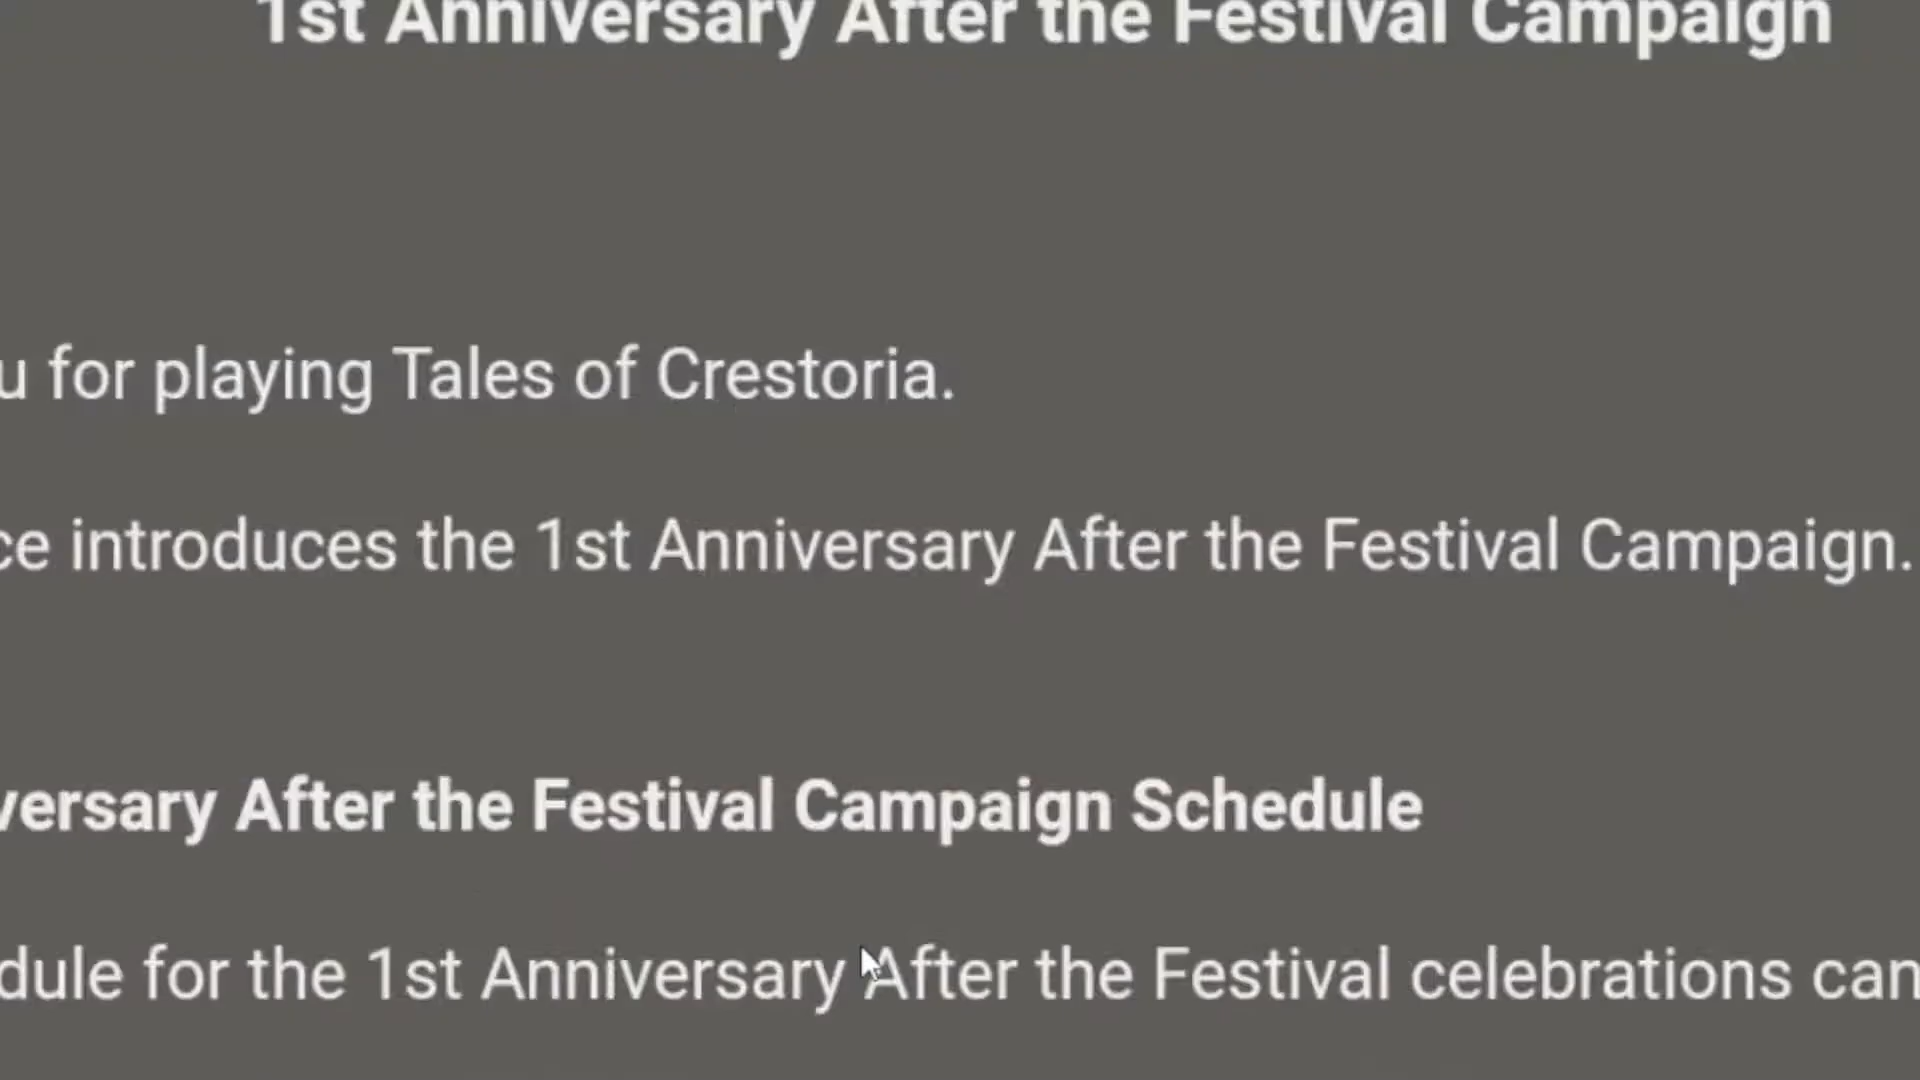 1st Anniversary After the Festival Campaign
u for playing Tales of Crestoria.
ce introduces the 1st Anniversary After the Festival Campaign.
versary After the Festival Campaign Schedule
dule for the 1st Anniversary After the Festival celebrations can